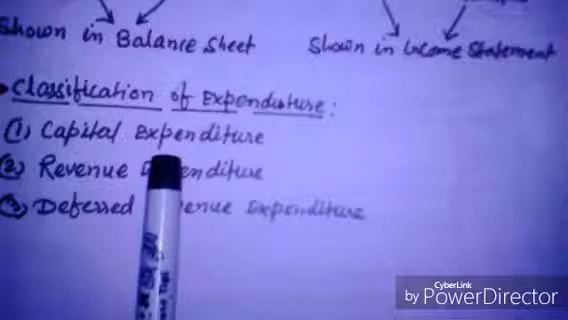 Shown in Balance Sheet
Shown in Income Statement
Classification of Expenditure:
(1) Capital Expenditure
(2) Revenue
(3) Deferred Expenditure
CyberLink
by PowerDirector